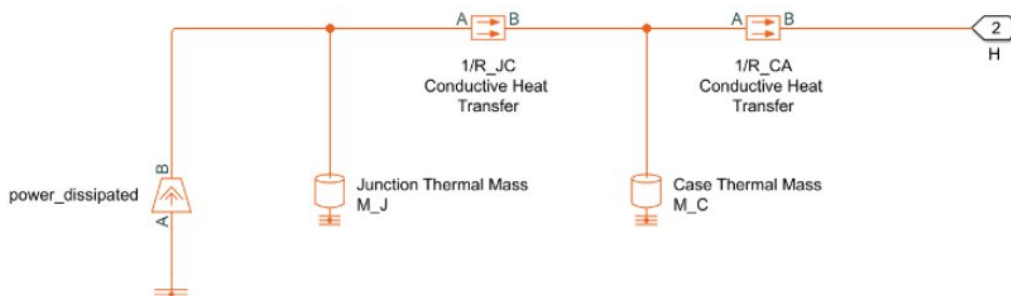 A B
A B
2
H
1/R_JC
Conductive Heat
Transfer
1/R_CA
Conductive Heat
Transfer
B
power_dissipated
A
Junction Thermal Mass
M_J
Case Thermal Mass
M_C